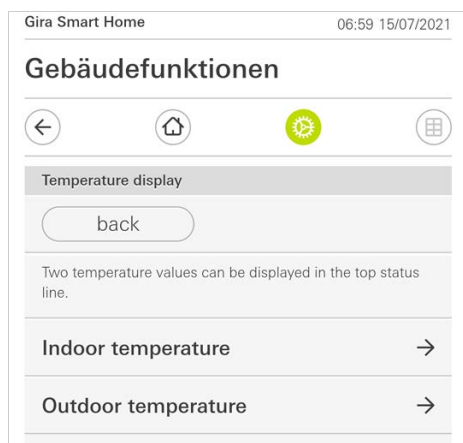 Gira Smart Home 06:59 15/07/2021
Gebäudefunktionen
Temperature display
back
Two temperature values can be displayed in the top status
line.
Indoor temperature
Outdoor temperature